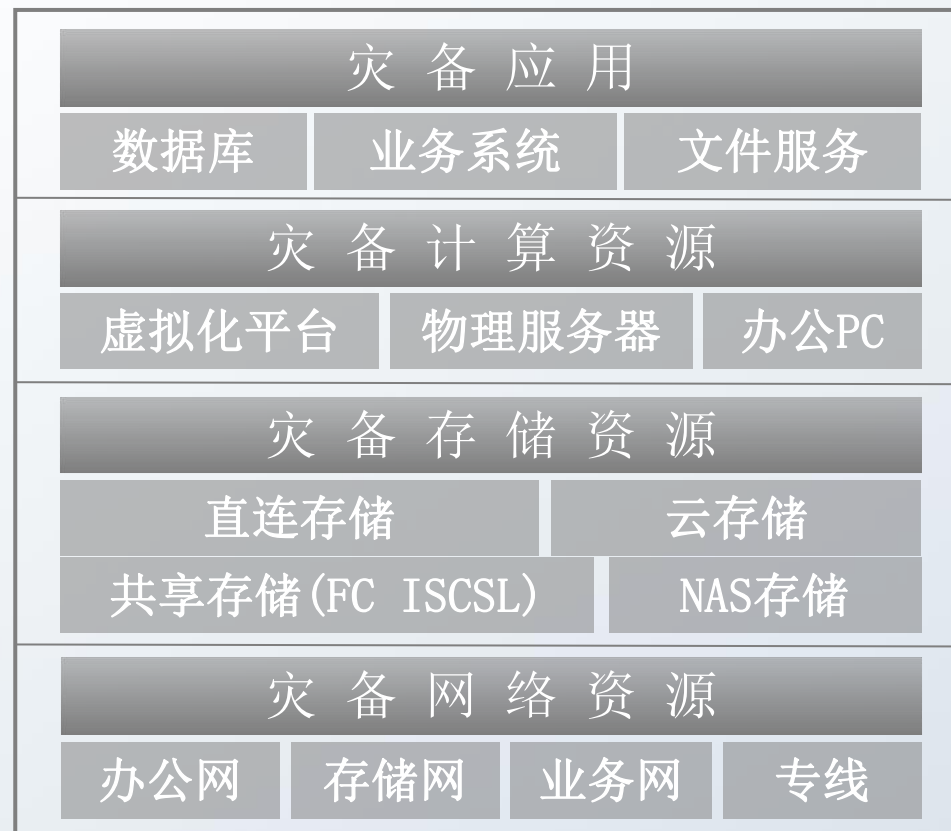 灾备应用
数据库 业务系统 文件服务
灾备计算资源
虚拟化平台 物理服务器 办公PC
灾备存储资源
直连存储 云存储
共享存储(FC ISCSL) NAS存储
灾备网络资源
办公网 存储网 业务网 专线